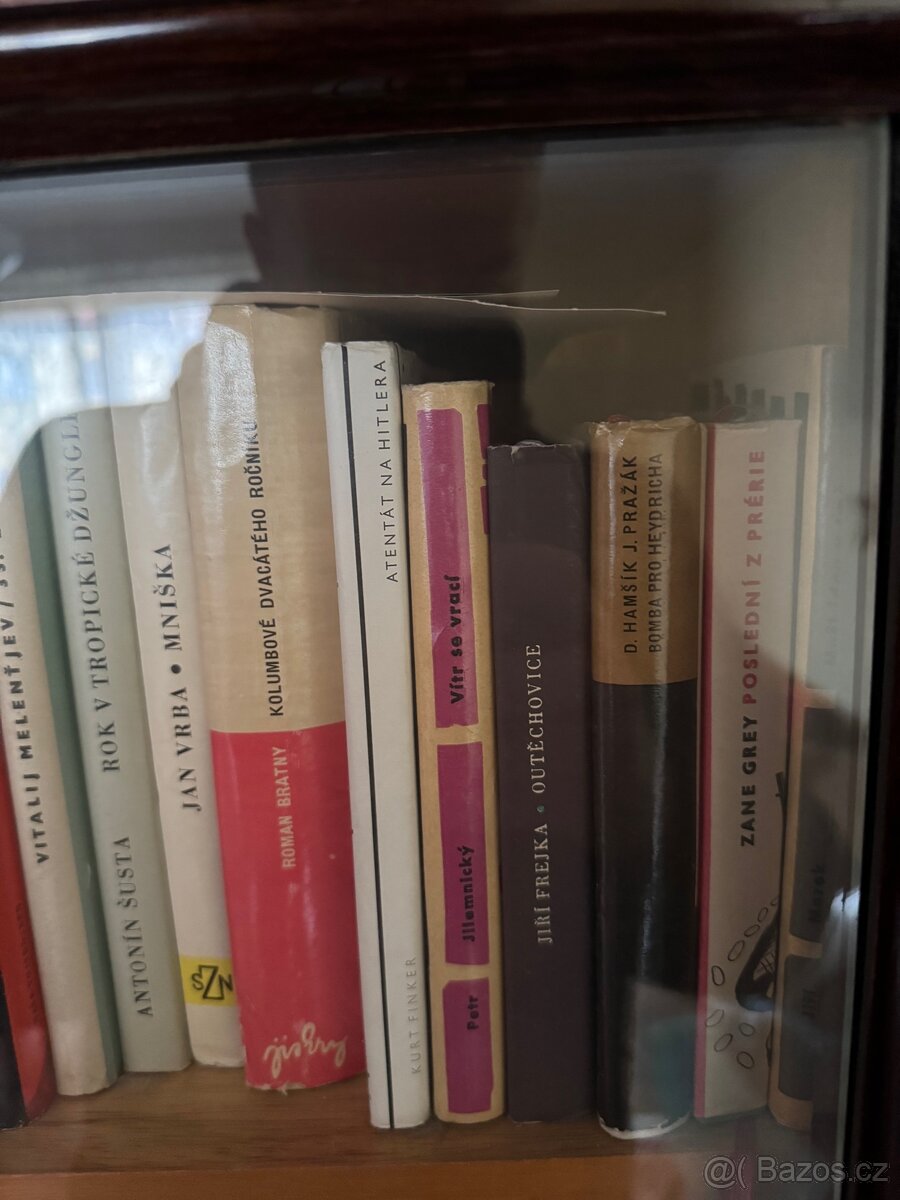 VITALIJ MELENŤJEV
ANTONÍN ŠUSTA
ROK V TROPICKÉ DŽUNGLI
JAN VRBA • MNIŠKA
SZN
ROMAN BRATNY
KOLUMBOVÉ DVACÁTÉHO ROČNÍKU
KURT FINKER
ATENTÁT NA HITLERA
Petr
Jilemnický
Vítr se vrací
JIŘÍ FREJKA • OUTĚCHOVICE
D. HAMŠÍK J. PRAŽÁK
BOMBA PRO HEYDRICHA
ZANE GREY POSLEDNÍ Z PRÉRIE
@( Bazos.cz